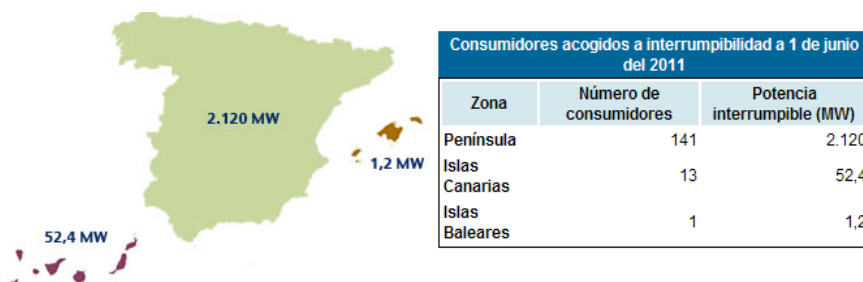 2.120 MW
1,2 MW
52,4 MW
Consumidores acogidos a interrumpibilidad a 1 de junio
del 2011
Zona Número de consumidores Potencia interrumpible (MW)
Península 141 2.120
Islas Canarias 13 52,4
Islas Baleares 1 1,2